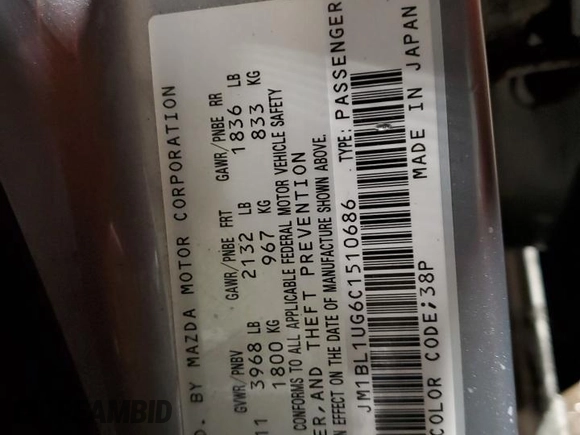 D. BY MAZDA MOTOR CORPORATION
GVWR/PNBV GAWR/PNBE FRT GAWR/PNBE RR
11 3968 LB 2132 LB 1836 LB
1800 KG 967 KG 833 KG
CONFORMS TO ALL APPLICABLE FEDERAL MOTOR VEHICLE SAFETY
ER, AND THEFT PREVENTION
IN EFFECT ON THE DATE OF MANUFACTURE SHOWN ABOVE.
JM1BL1UG6C1510686 TYPE: PASSENGER
COLOR CODE;38P MADE IN JAPAN